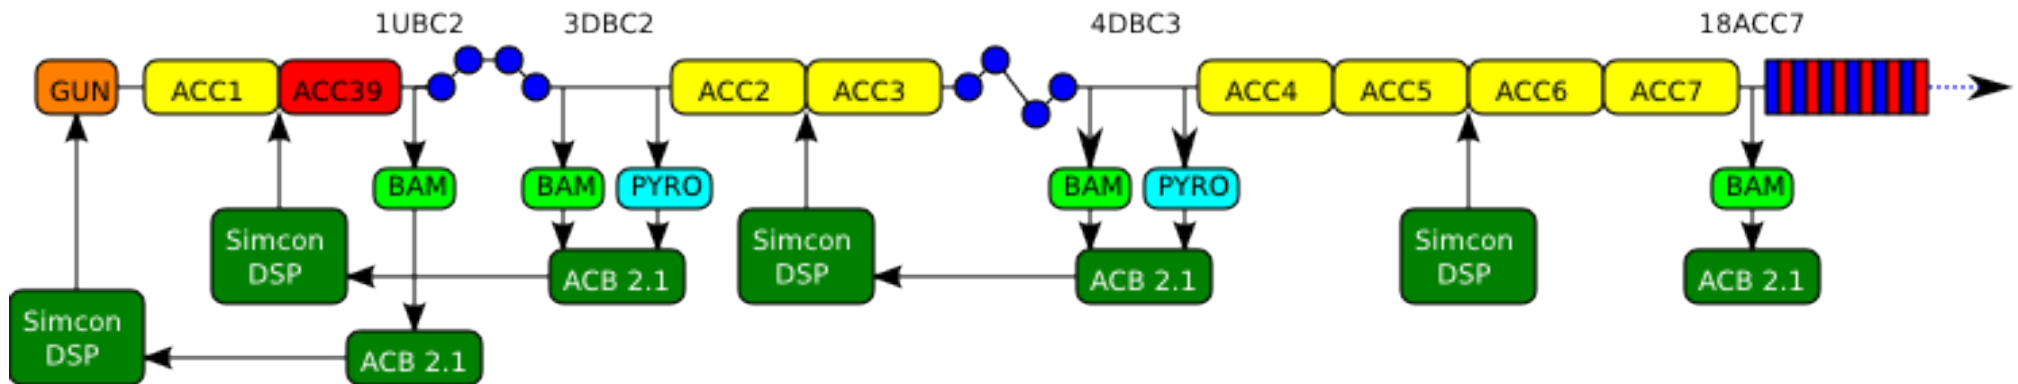 1UBC2 3DBC2 4DBC3 18ACC7
GUN ACC1 ACC39 ACC2 ACC3 ACC4 ACC5 ACC6 ACC7
BAM BAM PYRO BAM PYRO BAM
Simcon Simcon Simcon
DSP DSP DSP
ACB 2.1 ACB 2.1 ACB 2.1
Simcon
DSP
ACB 2.1